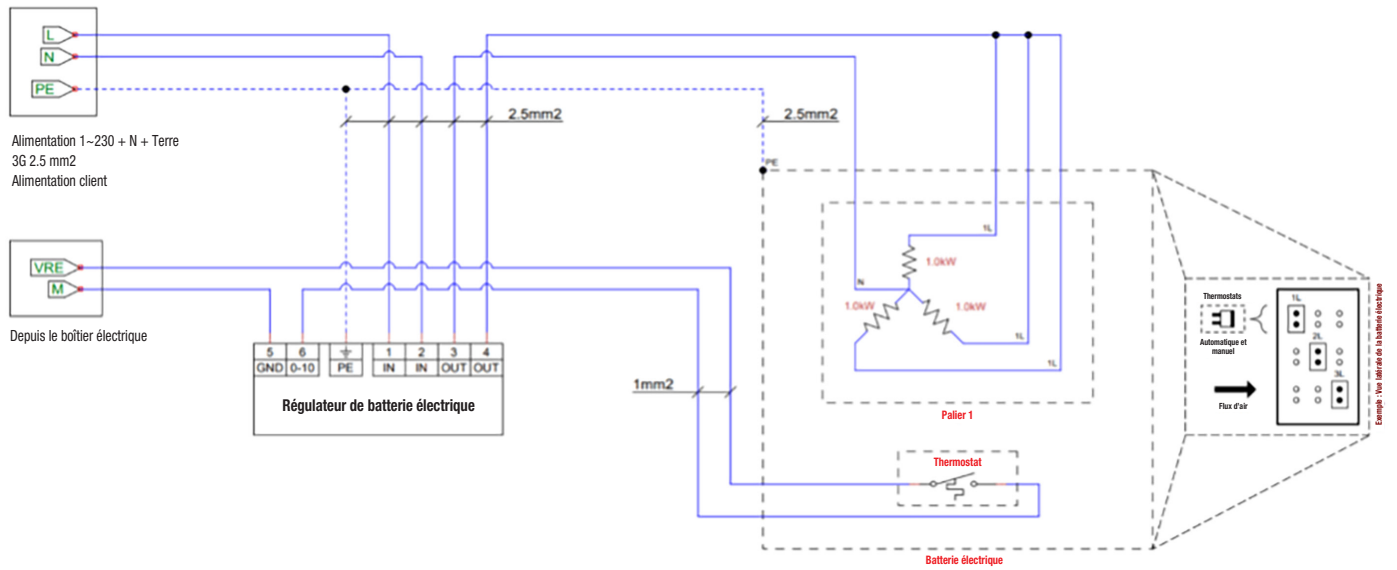 L
N
PE
Alimentation 1~230 + N + Terre
3G 2.5 mm2
Alimentation client
2.5mm2
2.5mm2
PE
VRE
M
Depuis le boîtier électrique
5 6 1 2 3 4
GND 0-10 PE IN IN OUT OUT
Régulateur de batterie électrique
1mm2
1L
1.0kW
N
1.0kW
1.0kW
1L
1L
Palier 1
Thermostat
Batterie électrique
Thermostats
Automatique et
manuel
Flux d'air
1L
2L
3L
Exemple : Vue latérale de la batterie électrique